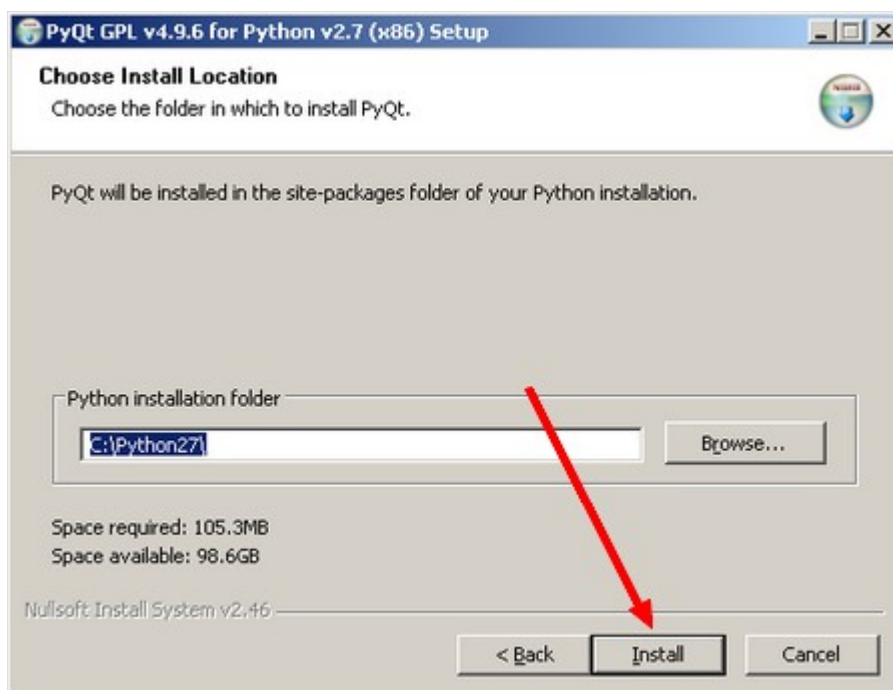 PyQt GPL v4.9.6 for Python v2.7 (x86) Setup
Choose Install Location
Choose the folder in which to install PyQt.
PyQt will be installed in the site-packages folder of your Python installation.
Python installation folder
C:\Python27\
Browse...
Space required: 105.3MB
Space available: 98.6GB
Nullsoft Install System v2.46
< Back
Install
Cancel